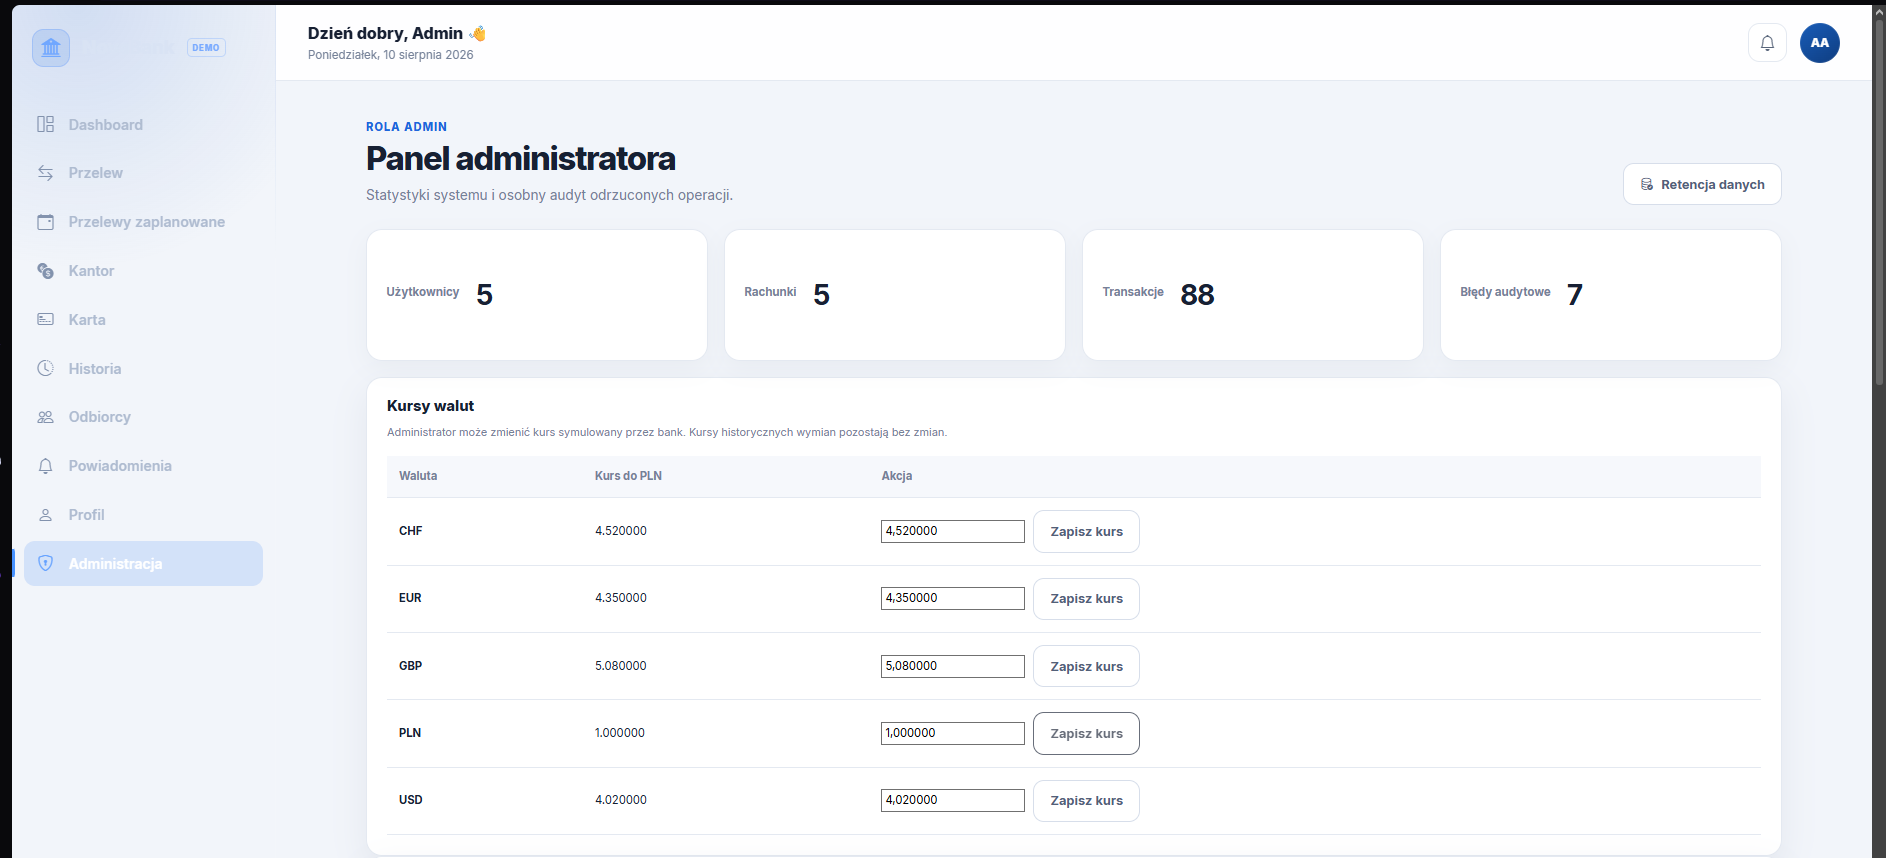 DEMO
Dashboard
Przelew
Przelewy zaplanowane
Kantor
Karta
Historia
Odbiorcy
Powiadomienia
Profil
Administracja
Dzień dobry, Admin 👋
Poniedziałek, 10 sierpnia 2026
AA
ROLA ADMIN
Panel administratora
Statystyki systemu i osobny audyt odrzuconych operacji.
Retencja danych
Użytkownicy 5
Rachunki 5
Transakcje 88
Błędy audytowe 7
Kursy walut
Administrator może zmienić kurs symulowany przez bank. Kursy historycznych wymian pozostają bez zmian.
Waluta Kurs do PLN Akcja
CHF 4.520000 4,520000 Zapisz kurs
EUR 4.350000 4,350000 Zapisz kurs
GBP 5.080000 5,080000 Zapisz kurs
PLN 1.000000 1,000000 Zapisz kurs
USD 4.020000 4,020000 Zapisz kurs